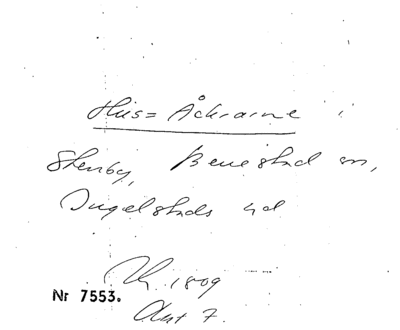 Hus= Åkrarne i
Stenby, Benestad sn,
Ingelstads hd
1809
Nr 7553.
Akt 7.